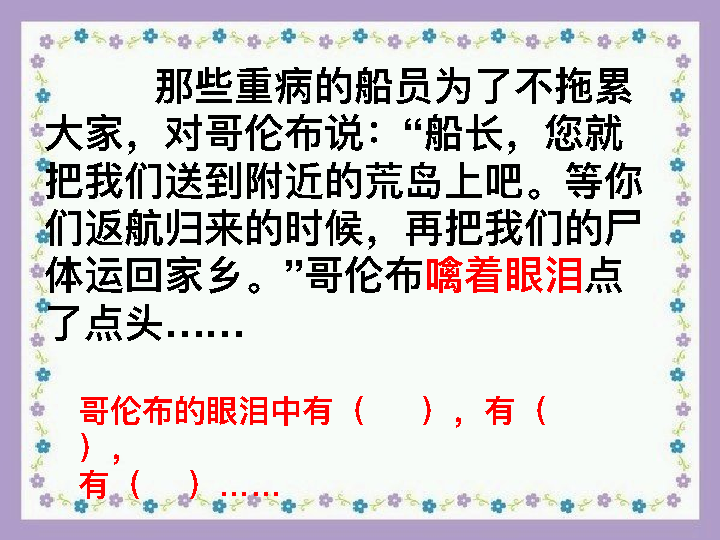 那些重病的船员为了不拖累
大家，对哥伦布说：“船长，您就
把我们送到附近的荒岛上吧。等你
们返航归来的时候，再把我们的尸
体运回家乡。”哥伦布噙着眼泪点
了点头……
哥伦布的眼泪中有（　　），有（
），
有（　　）……